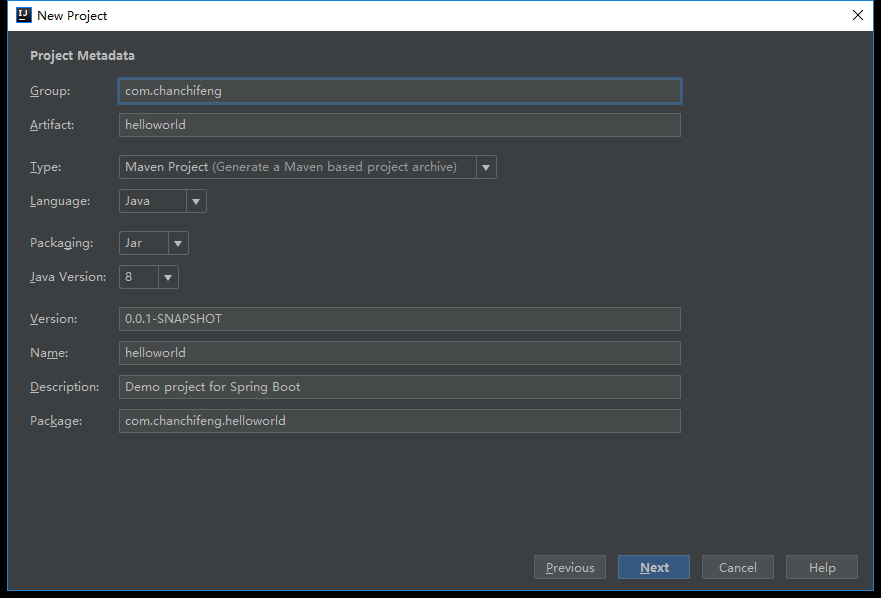 New Project
Project Metadata
Group: com.chanchifeng
Artifact: helloworld
Type: Maven Project (Generate a Maven based project archive)
Language: Java
Packaging: Jar
Java Version: 8
Version: 0.0.1-SNAPSHOT
Name: helloworld
Description: Demo project for Spring Boot
Package: com.chanchifeng.helloworld
Previous Next Cancel Help